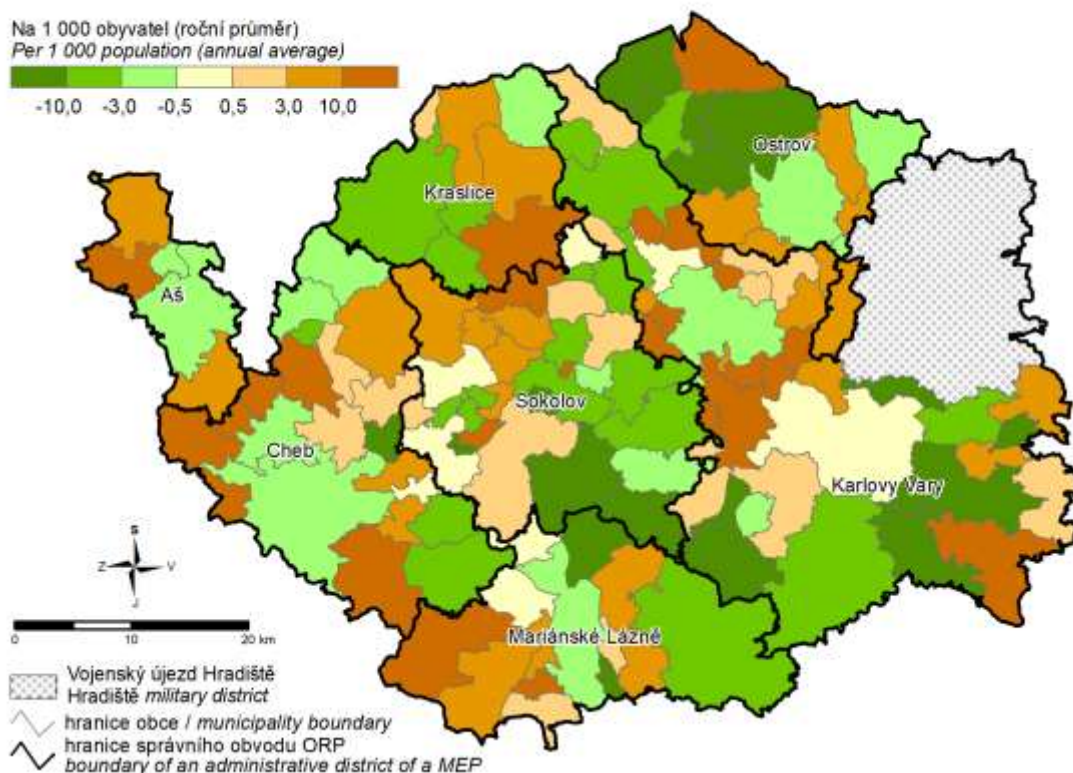 Na 1 000 obyvatel (roční průměr)
Per 1 000 population (annual average)
-10,0 -3,0 -0,5 0,5 3,0 10,0
Ostrov
Kraslice
Aš
Sokolov
Cheb
Karlovy Vary
Mariánské Lázně
S
Z V
J
0 10 20 km
Vojenský újezd Hradiště
Hradiště military district
hranice obce / municipality boundary
hranice správního obvodu ORP
boundary of an administrative district of a MEP